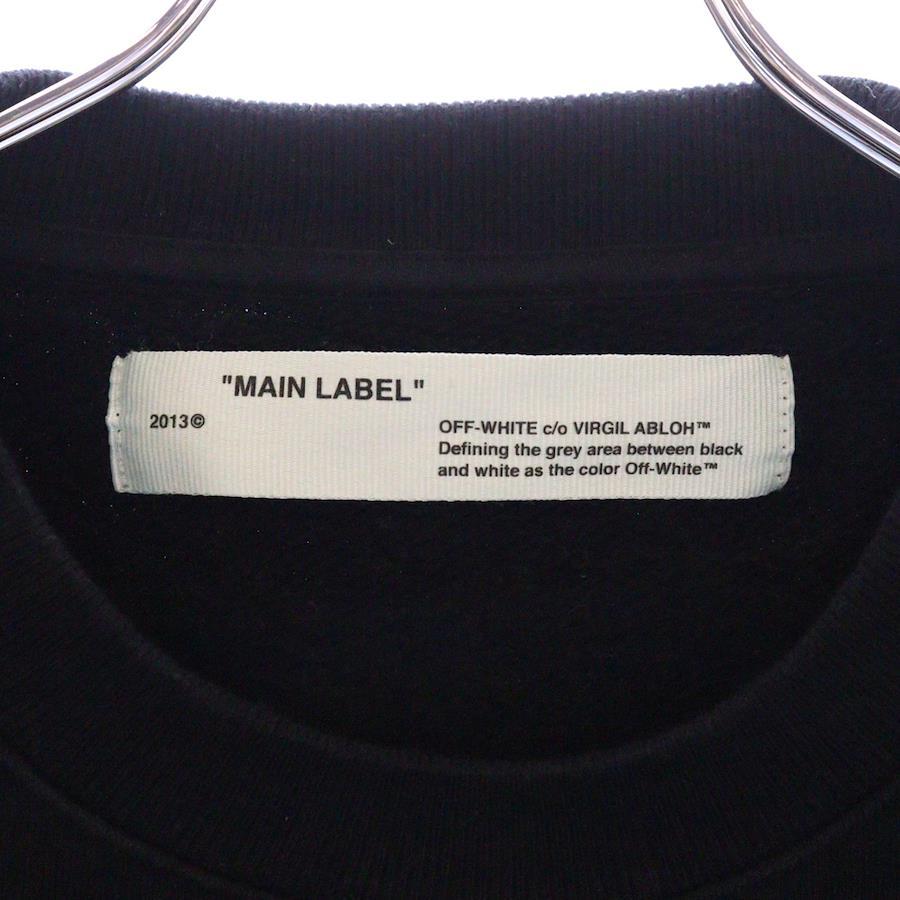 "MAIN LABEL"
2013©
OFF-WHITE c/o VIRGIL ABLOH™
Defining the grey area between black
and white as the color Off-White™